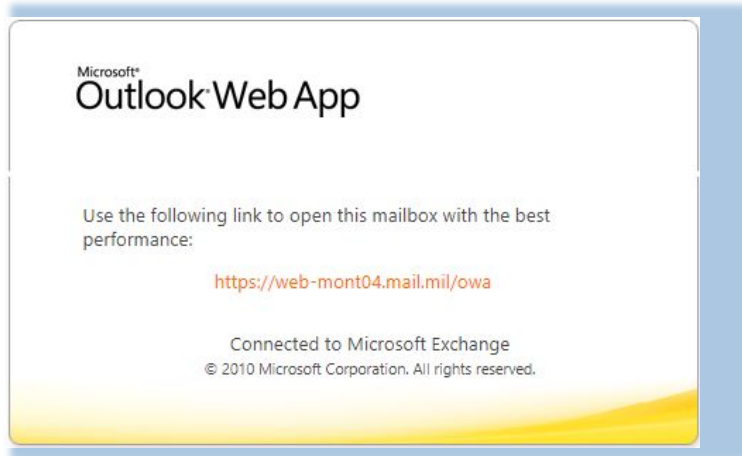 Microsoft®
Outlook Web App
Use the following link to open this mailbox with the best
performance:
https://web-mont04.mail.mil/owa
Connected to Microsoft Exchange
© 2010 Microsoft Corporation. All rights reserved.